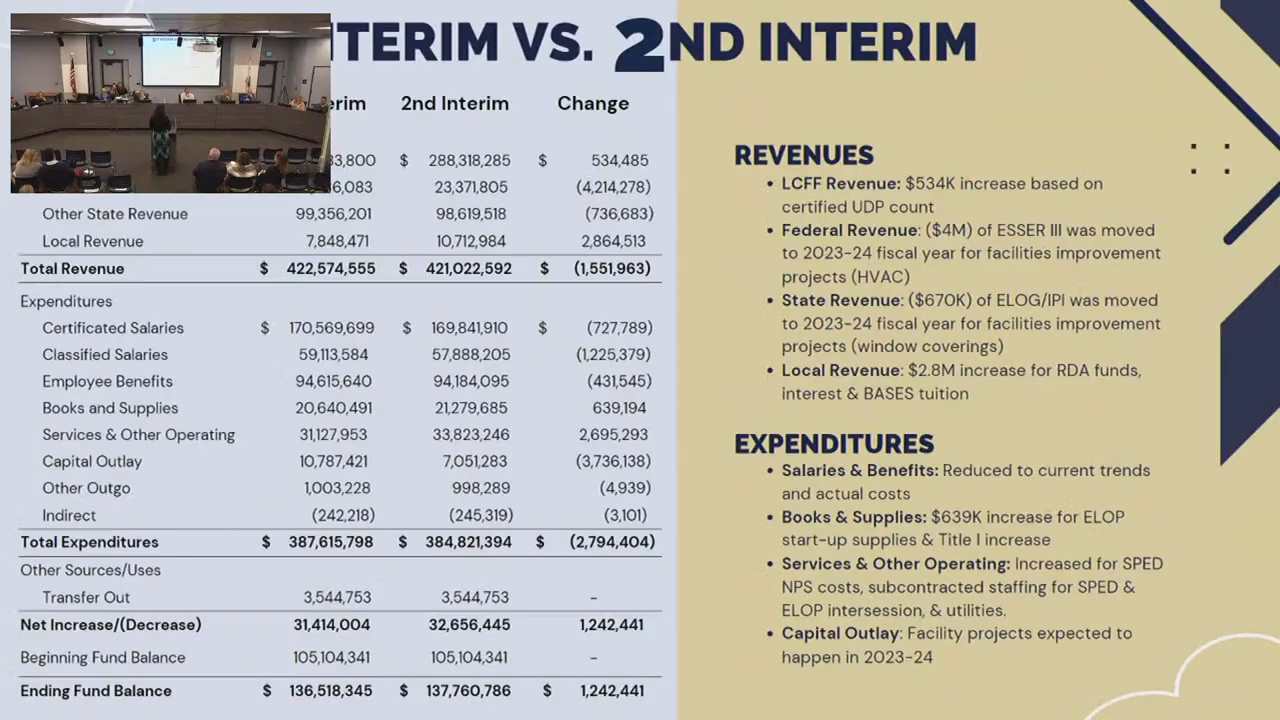 TERIM VS. 2ND INTERIM
2nd Interim Change
$ 288,318,285 $ 534,485
23,371,805 (4,214,278)
Other State Revenue 99,356,201 98,619,518 (736,683)
Local Revenue 7,848,471 10,712,984 2,864,513
Total Revenue $ 422,574,555 $ 421,022,592 $ (1,551,963)
Expenditures
Certificated Salaries $ 170,569,699 $ 169,841,910 $ (727,789)
Classified Salaries 59,113,584 57,888,205 (1,225,379)
Employee Benefits 94,615,640 94,184,095 (431,545)
Books and Supplies 20,640,491 21,279,685 639,194
Services & Other Operating 31,127,953 33,823,246 2,695,293
Capital Outlay 10,787,421 7,051,283 (3,736,138)
Other Outgo 1,003,228 998,289 (4,939)
Indirect (242,218) (245,319) (3,101)
Total Expenditures $ 387,615,798 $ 384,821,394 $ (2,794,404)
Other Sources/Uses
Transfer Out 3,544,753 3,544,753 -
Net Increase/(Decrease) 31,414,004 32,656,445 1,242,441
Beginning Fund Balance 105,104,341 105,104,341 -
Ending Fund Balance $ 136,518,345 $ 137,760,786 $ 1,242,441
REVENUES
• LCFF Revenue: $534K increase based on
certified UDP count
• Federal Revenue: ($4M) of ESSER III was moved
to 2023-24 fiscal year for facilities improvement
projects (HVAC)
• State Revenue: ($670K) of ELOG/IPI was moved
to 2023-24 fiscal year for facilities improvement
projects (window coverings)
• Local Revenue: $2.8M increase for RDA funds,
interest & BASES tuition
EXPENDITURES
• Salaries & Benefits: Reduced to current trends
and actual costs
• Books & Supplies: $639K increase for ELOP
start-up supplies & Title I increase
• Services & Other Operating: Increased for SPED
NPS costs, subcontracted staffing for SPED &
ELOP intersession, & utilities.
• Capital Outlay: Facility projects expected to
happen in 2023-24